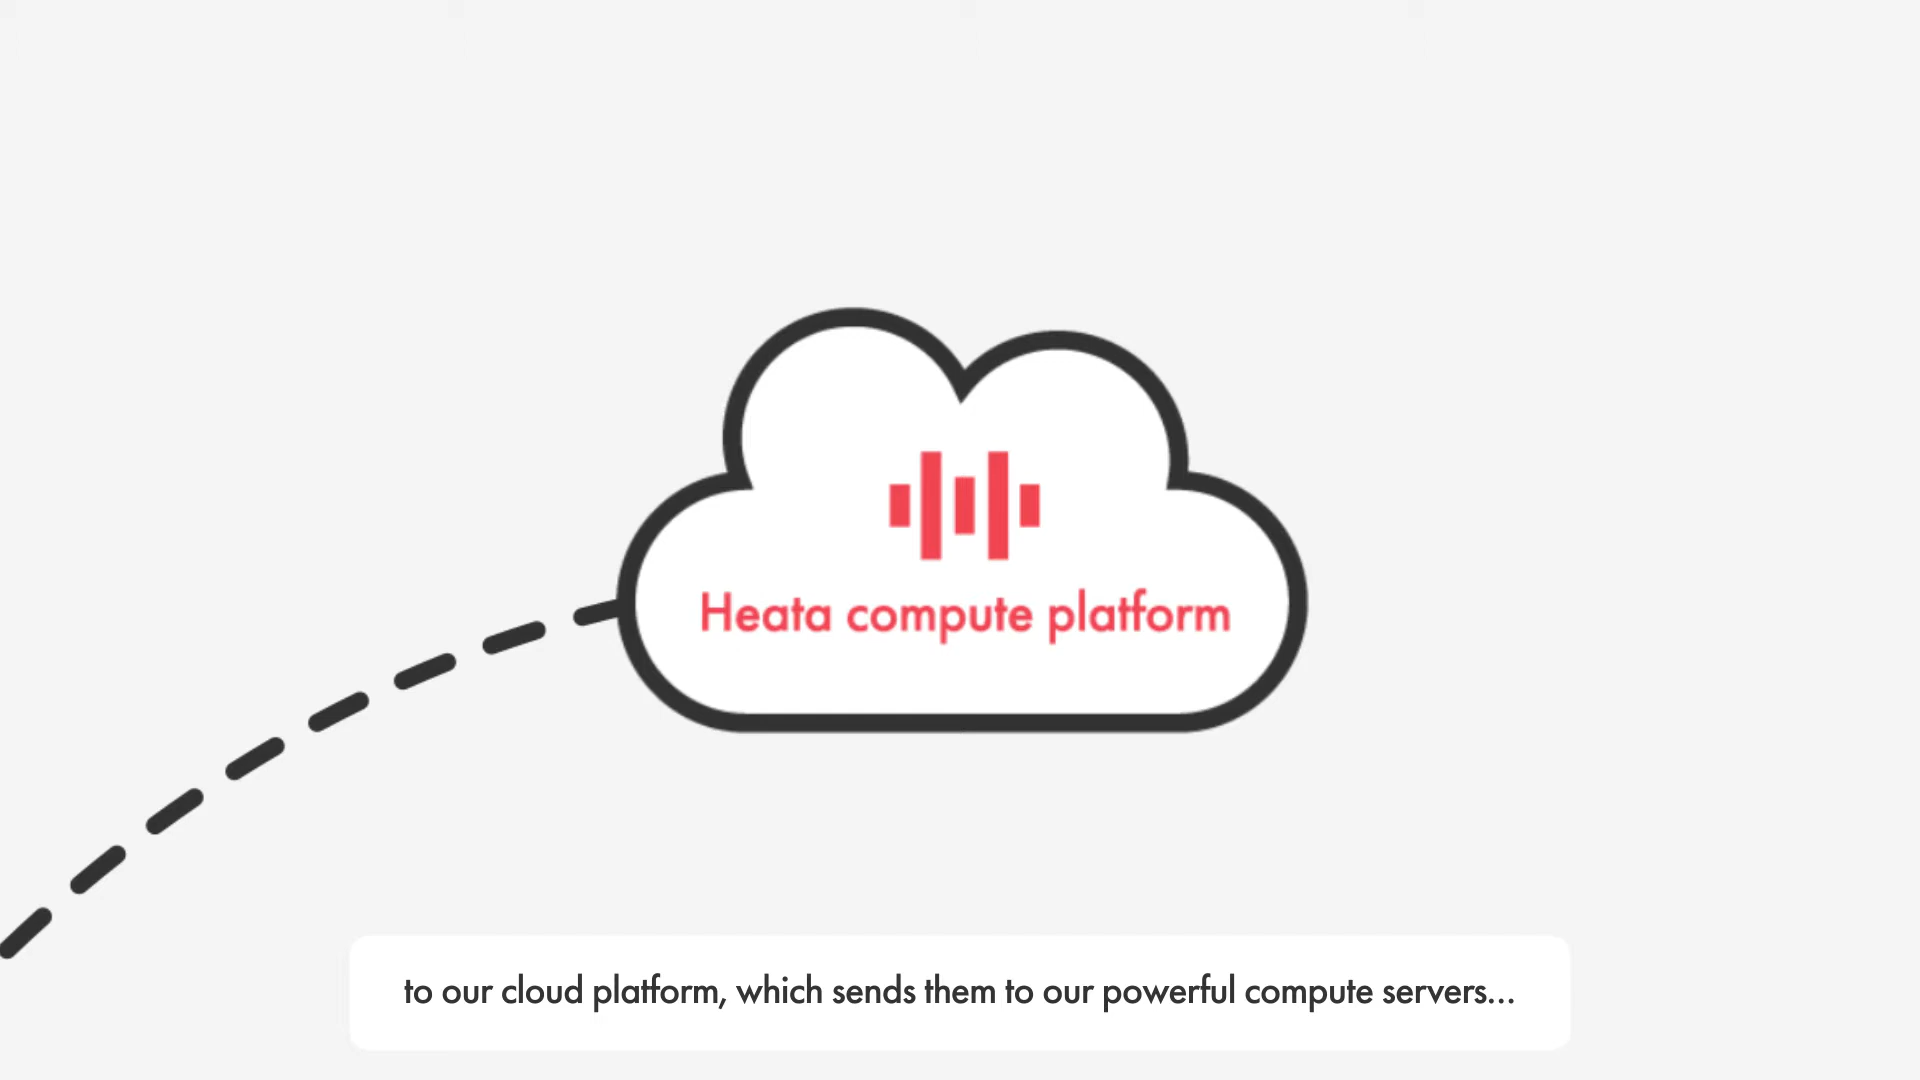 Heata compute platform
to our cloud platform, which sends them to our powerful compute servers...